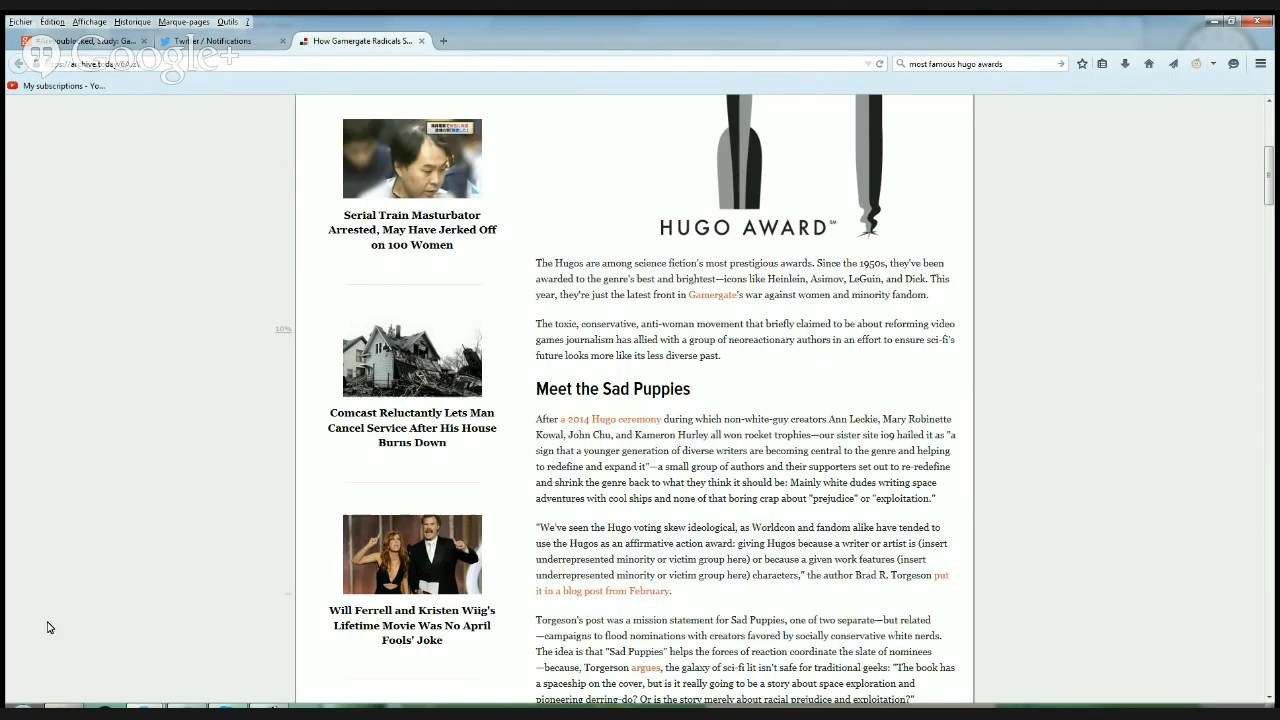 Fichier Édition Affichage Historique Marque-pages Outils ?
Study: Ga...
Twitter / Notifications
How Gamergate Radicals S...
Google+
most famous hugo awards
My subscriptions - Yo...
HUGO AWARD℠
Serial Train Masturbator
Arrested, May Have Jerked Off
on 100 Women
The Hugos are among science fiction's most prestigious awards. Since the 1950s, they've been
awarded to the genre's best and brightest—icons like Heinlein, Asimov, LeGuin, and Dick. This
year, they're just the latest front in Gamergate's war against women and minority fandom.
10%
The toxic, conservative, anti-woman movement that briefly claimed to be about reforming video
games journalism has allied with a group of neoreactionary authors in an effort to ensure sci-fi's
future looks more like its less diverse past.
Comcast Reluctantly Lets Man
Cancel Service After His House
Burns Down
Meet the Sad Puppies
After a 2014 Hugo ceremony during which non-white-guy creators Ann Leckie, Mary Robinette
Kowal, John Chu, and Kameron Hurley all won rocket trophies—our sister site io9 hailed it as "a
sign that a younger generation of diverse writers are becoming central to the genre and helping
to redefine and expand it"—a small group of authors and their supporters set out to re-redefine
and shrink the genre back to what they think it should be: Mainly white dudes writing space
adventures with cool ships and none of that boring crap about "prejudice" or "exploitation."
"We've seen the Hugo voting skew ideological, as Worldcon and fandom alike have tended to
use the Hugos as an affirmative action award: giving Hugos because a writer or artist is (insert
underrepresented minority or victim group here) or because a given work features (insert
underrepresented minority or victim group here) characters," the author Brad R. Torgeson put
it in a blog post from February.
Will Ferrell and Kristen Wiig's
Lifetime Movie Was No April
Fools' Joke
Torgeson's post was a mission statement for Sad Puppies, one of two separate—but related
—campaigns to flood nominations with creators favored by socially conservative white nerds.
The idea is that "Sad Puppies" helps the forces of reaction coordinate the slate of nominees
—because, Torgerson argues, the galaxy of sci-fi lit isn't safe for traditional geeks: "The book has
a spaceship on the cover, but is it really going to be a story about space exploration and
pioneering derring-do? Or is the story merely about racial prejudice and exploitation?"